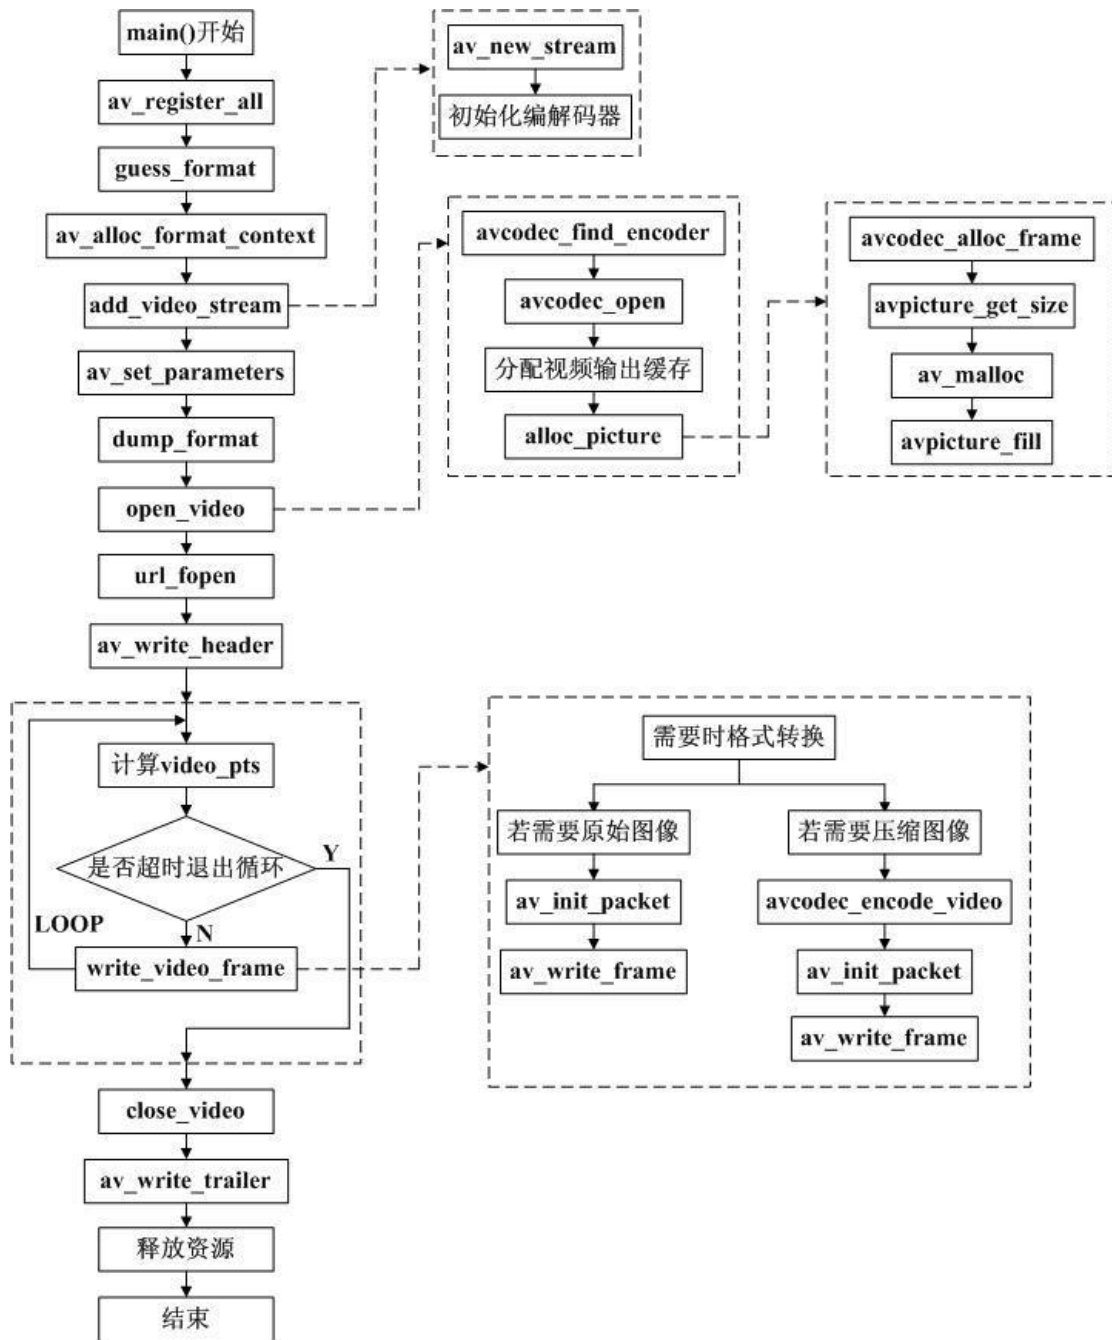 main()开始
av_register_all
guess_format
av_alloc_format_context
add_video_stream
av_set_parameters
dump_format
open_video
url_fopen
av_write_header
计算video_pts
是否超时退出循环
Y
N
LOOP
write_video_frame
close_video
av_write_trailer
释放资源
结束
av_new_stream
初始化编解码器
avcodec_find_encoder
avcodec_open
分配视频输出缓存
alloc_picture
avcodec_alloc_frame
avpicture_get_size
av_malloc
avpicture_fill
需要时格式转换
若需要原始图像
av_init_packet
av_write_frame
若需要压缩图像
avcodec_encode_video
av_init_packet
av_write_frame